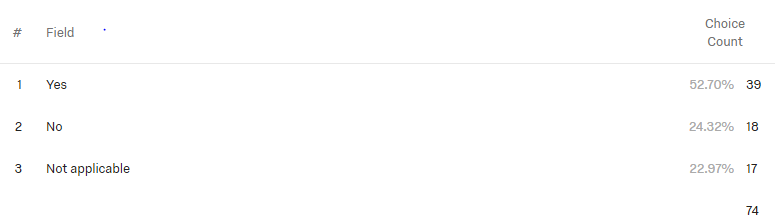 # Field Choice Count
1 Yes 52.70% 39
2 No 24.32% 18
3 Not applicable 22.97% 17
74